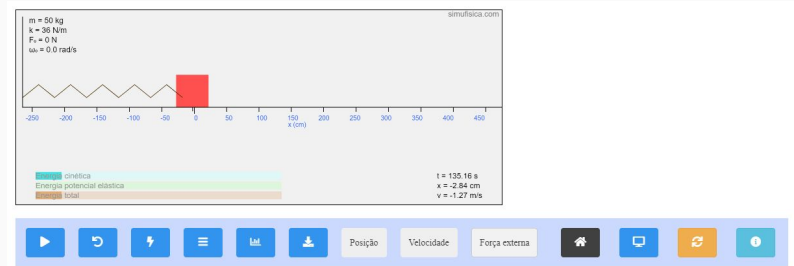 simufisica.com
m = 50 kg
k = 36 N/m
Fₑ = 0 N
ωₑ = 0.0 rad/s
-250 -200 -150 -100 -50 0 50 100 150 200 250 300 350 400 450
x (cm)
Energia cinética
Energia potencial elástica
Energia total
t = 135.16 s
x = -2.84 cm
v = -1.27 m/s
Posição Velocidade Força externa